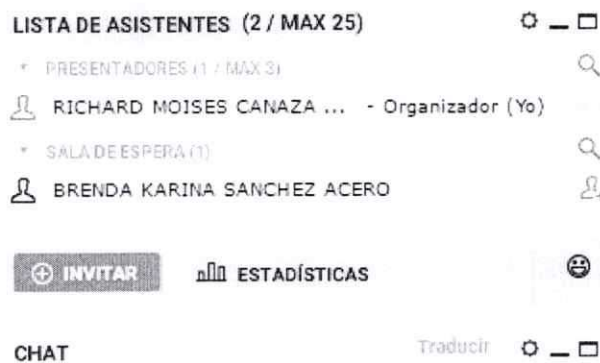 LISTA DE ASISTENTES (2 / MAX 25)
PRESENTADORES (1 / MAX 3)
RICHARD MOISES CANAZA ... - Organizador (Yo)
SALA DE ESPERA (1)
BRENDA KARINA SANCHEZ ACERO
INVITAR ESTADÍSTICAS
CHAT Traducir